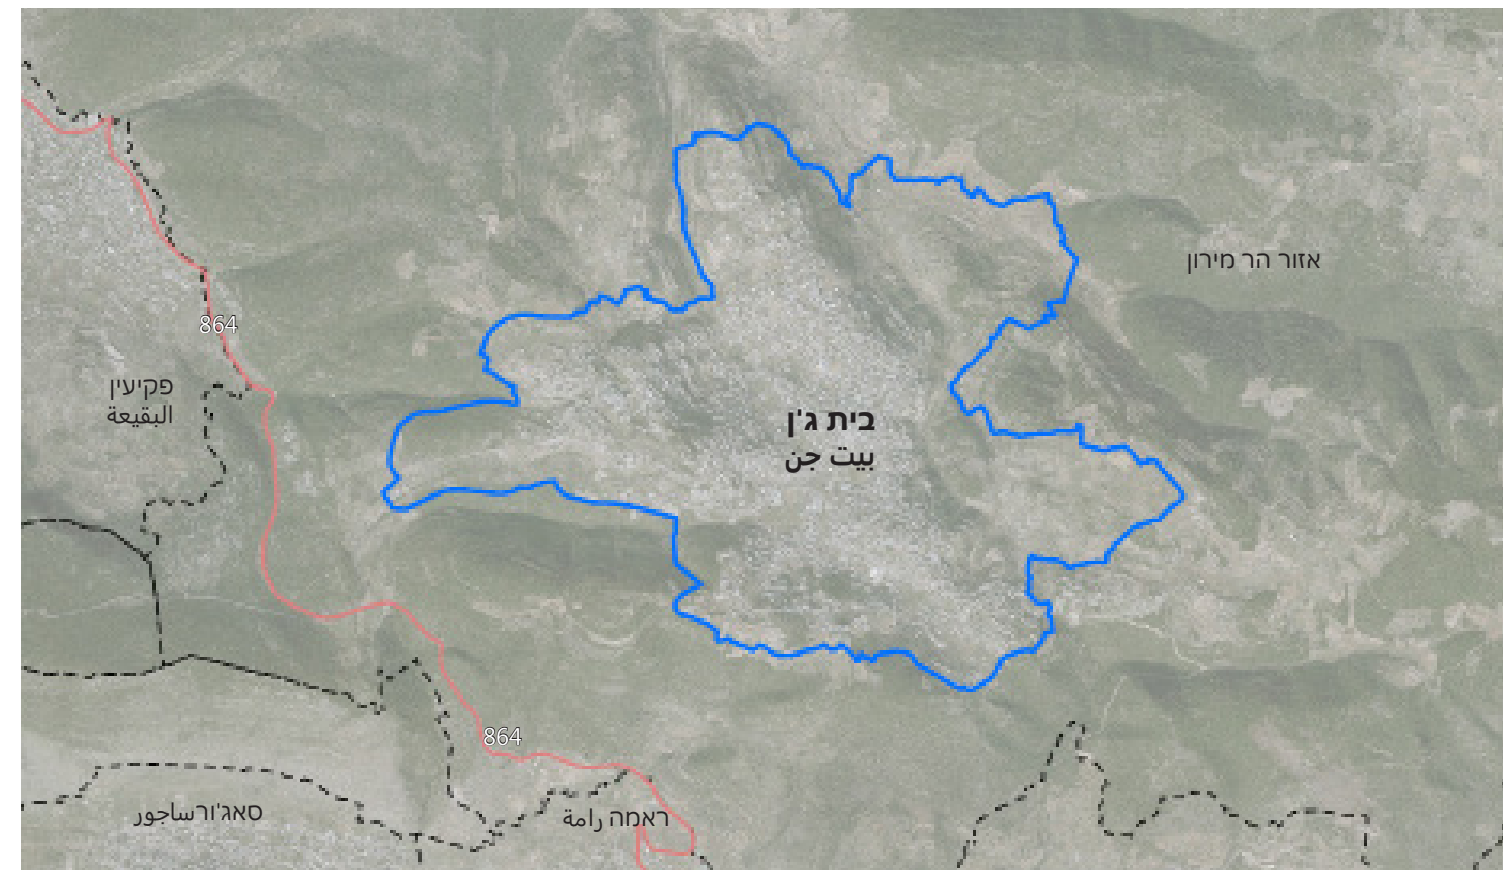 אזור הר מירון
864
פקיעין
البقيعة
בית ג'ן
بيت جن
864
סאג'ור ساجور
ראמה رامة